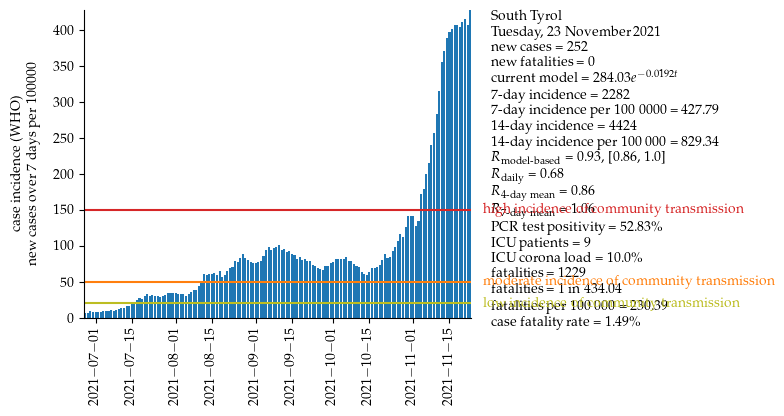 case incidence (WHO)
new cases over 7 days per 100000
400
350
300
250
200
150
100
50
0
2021−07−01
2021−07−15
2021−08−01
2021−08−15
2021−09−01
2021−09−15
2021−10−01
2021−10−15
2021−11−01
2021−11−15
South Tyrol
Tuesday, 23 November 2021
new cases = 252
new fatalities = 0
current model = 284.03e^{−0.0192t}
7-day incidence = 2282
7-day incidence per 100 0000 = 427.79
14-day incidence = 4424
14-day incidence per 100 000 = 829.34
R_{model-based} = 0.93, [0.86, 1.0]
R_{daily} = 0.68
R_{4-day mean} = 0.86
R_{7-day mean} = 1.06
high incidence of community transmission
PCR test positivity = 52.83%
ICU patients = 9
ICU corona load = 10.0%
fatalities = 1229
moderate incidence of community transmission
fatalities = 1 in 434.04
low incidence of community transmission
fatalities per 100 000 = 230.39
case fatality rate = 1.49%